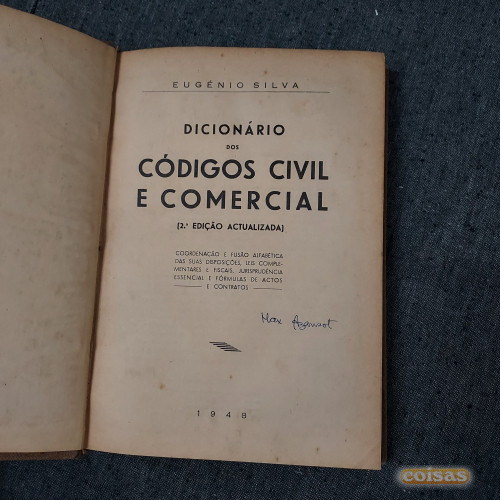 EUGÉNIO SILVA
DICIONÁRIO
DOS
CÓDIGOS CIVIL
E COMERCIAL
(2.ª EDIÇÃO ACTUALIZADA)
COORDENAÇÃO E FUSÃO ALFABÉTICA
DAS SUAS DISPOSIÇÕES, LEIS COMPLE-
MENTARES E FISCAIS, JURISPRUDÊNCIA
ESSENCIAL E FÓRMULAS DE ACTOS
E CONTRATOS
Max
1948
coisas